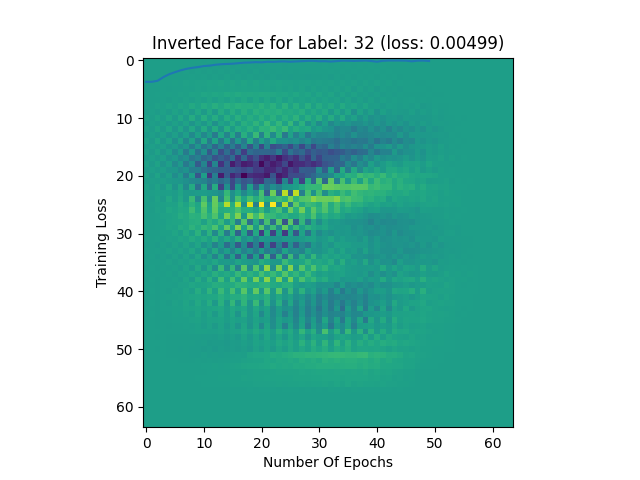 Inverted Face for Label: 32 (loss: 0.00499)
0
10
20
30
40
50
60
Training Loss
0 10 20 30 40 50 60
Number Of Epochs